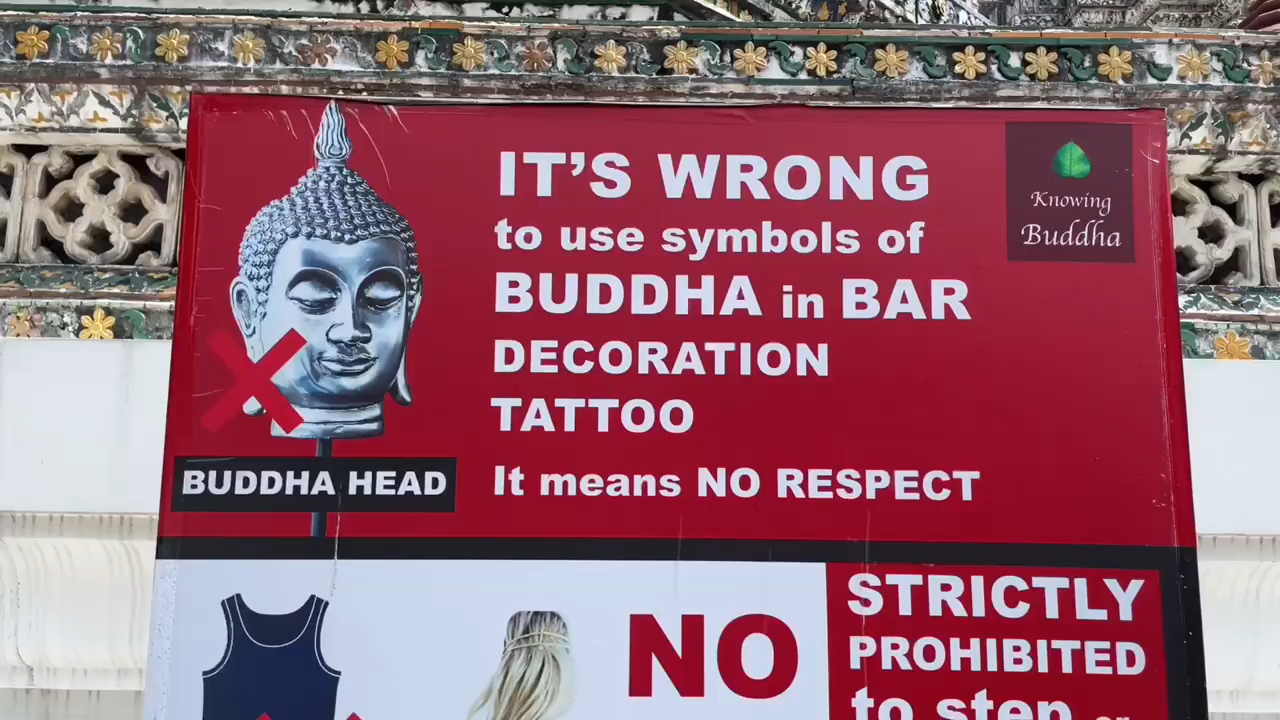 IT'S WRONG
to use symbols of
BUDDHA in BAR
DECORATION
TATTOO
It means NO RESPECT
Knowing
Buddha
BUDDHA HEAD
NO
STRICTLY
PROHIBITED
to step or